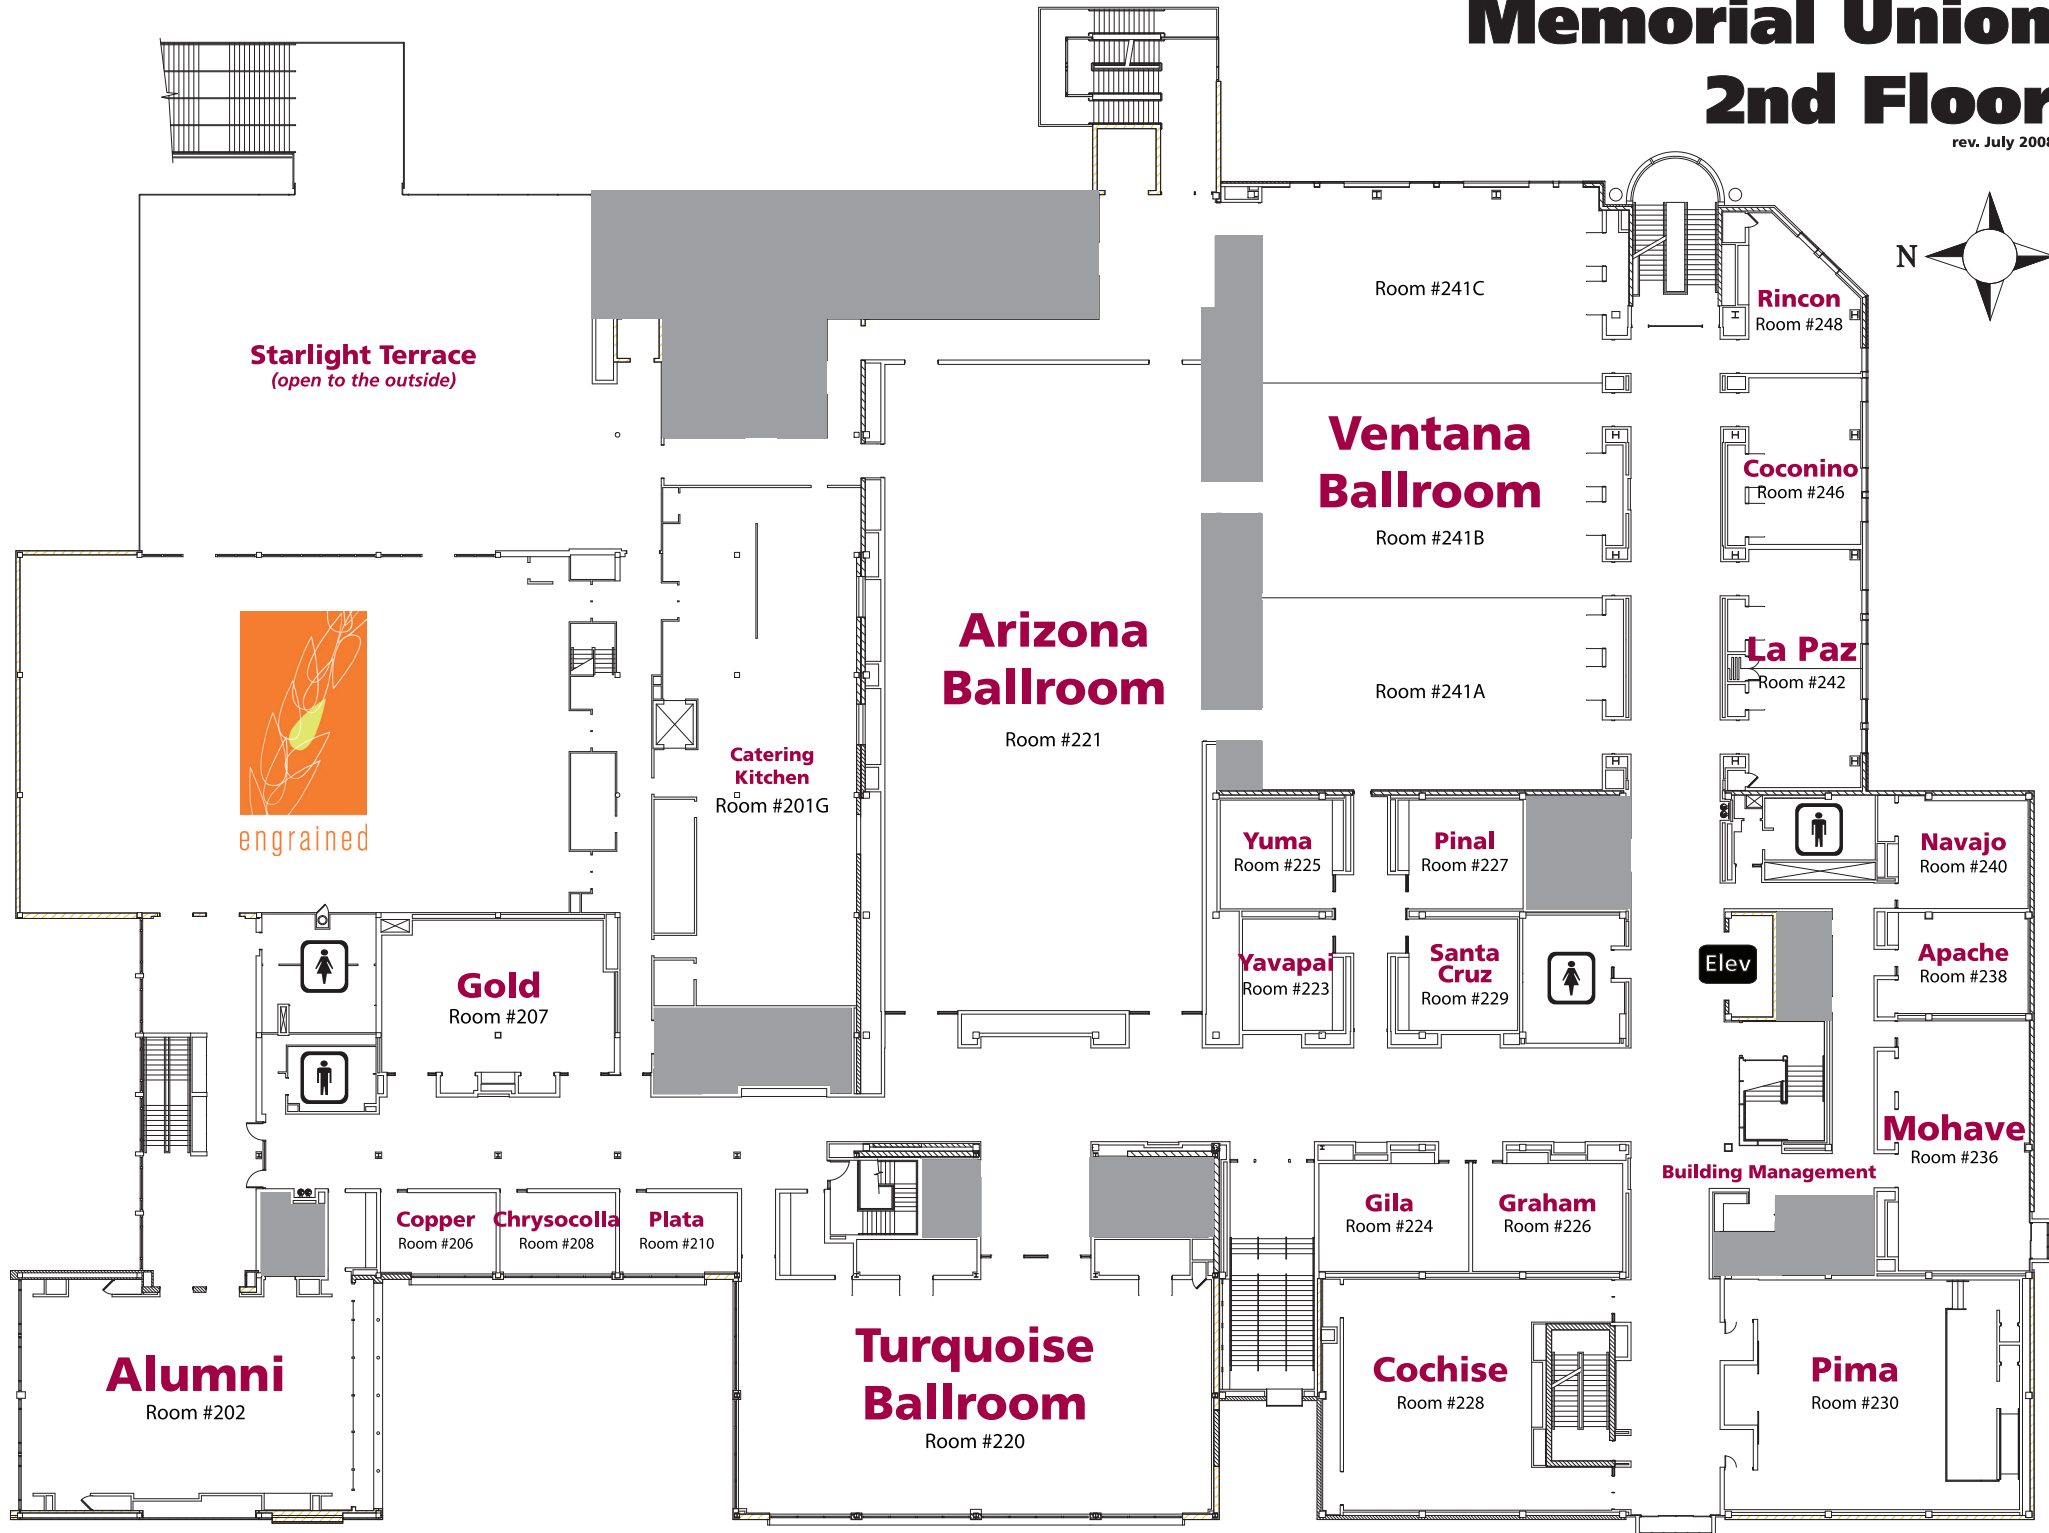 Memorial Union
2nd Floor
rev. July 2008
N
Starlight Terrace
(open to the outside)
Room #241C
Rincon
Room #248
Ventana
Ballroom
Room #241B
Coconino
Room #246
Arizona
Ballroom
Room #221
Room #241A
La Paz
Room #242
engrained
Catering
Kitchen
Room #201G
Yuma
Room #225
Pinal
Room #227
Navajo
Room #240
Yavapai
Room #223
Santa
Cruz
Room #229
Elev
Apache
Room #238
Gold
Room #207
Mohave
Room #236
Building Management
Copper
Room #206
Chrysocolla
Room #208
Plata
Room #210
Gila
Room #224
Graham
Room #226
Alumni
Room #202
Turquoise
Ballroom
Room #220
Cochise
Room #228
Pima
Room #230